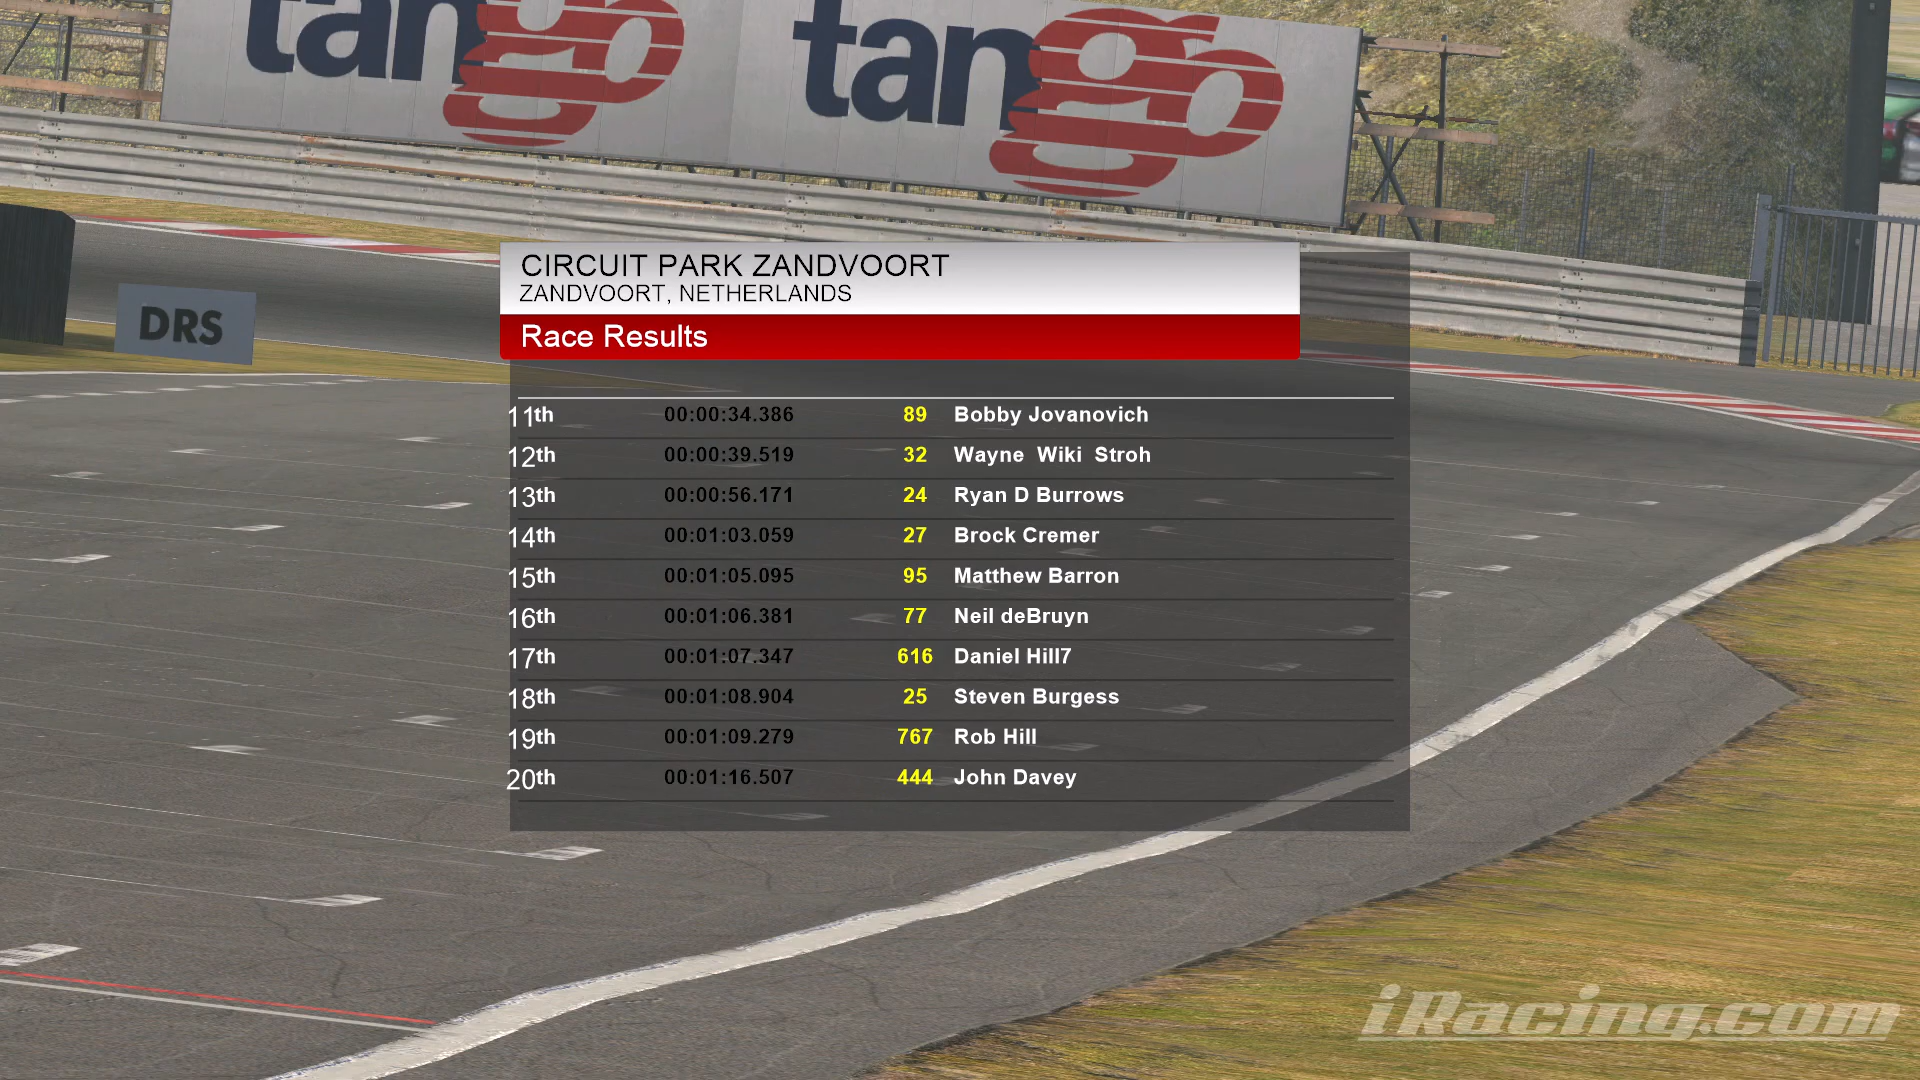 tango tango
DRS
CIRCUIT PARK ZANDVOORT
ZANDVOORT, NETHERLANDS
Race Results
11th 00:00:34.386 89 Bobby Jovanovich
12th 00:00:39.519 32 Wayne Wiki Stroh
13th 00:00:56.171 24 Ryan D Burrows
14th 00:01:03.059 27 Brock Cremer
15th 00:01:05.095 95 Matthew Barron
16th 00:01:06.381 77 Neil deBruyn
17th 00:01:07.347 616 Daniel Hill7
18th 00:01:08.904 25 Steven Burgess
19th 00:01:09.279 767 Rob Hill
20th 00:01:16.507 444 John Davey
iRacing.com